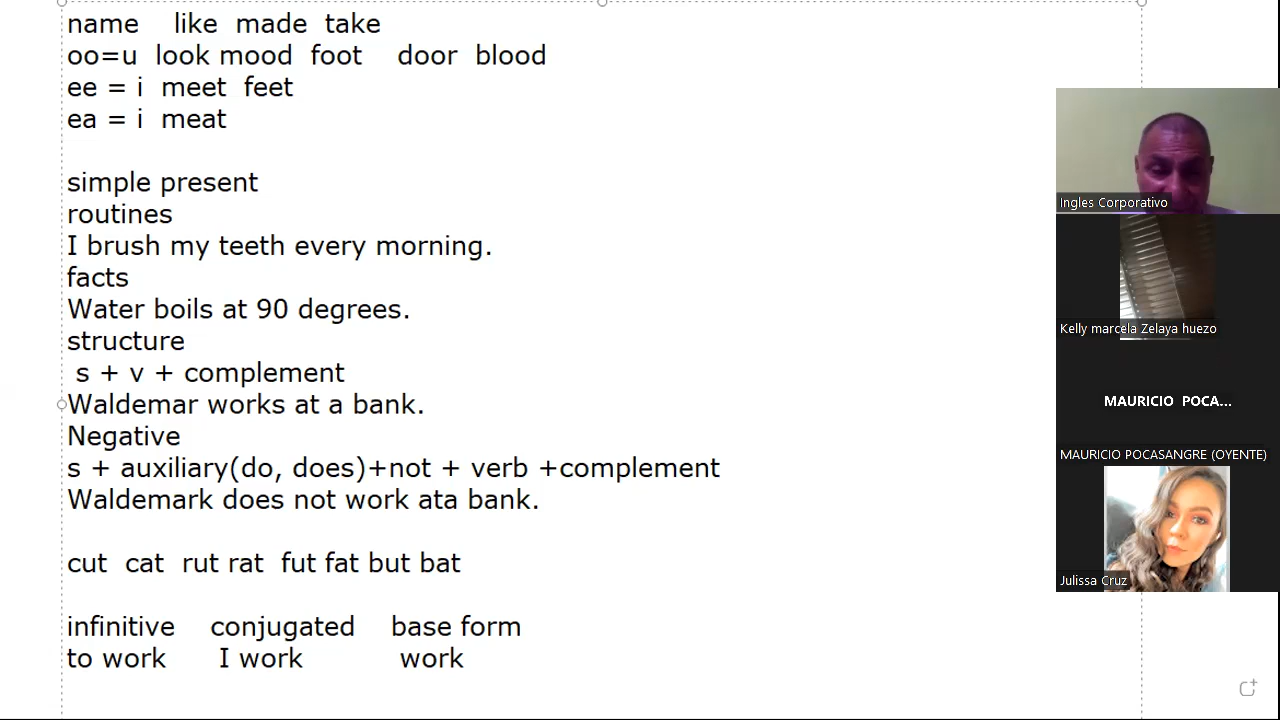 name like made take
oo=u look mood foot door blood
ee = i meet feet
ea = i meat
simple present
routines
I brush my teeth every morning.
facts
Water boils at 90 degrees.
structure
s + v + complement
Waldemar works at a bank.
Negative
s + auxiliary(do, does)+not + verb +complement
Waldemark does not work ata bank.
cut cat rut rat fut fat but bat
infinitive conjugated base form
to work I work work
Ingles Corporativo
Kelly marcela Zelaya huezo
MAURICIO POCA...
MAURICIO POCASANGRE (OYENTE)
Julissa Cruz